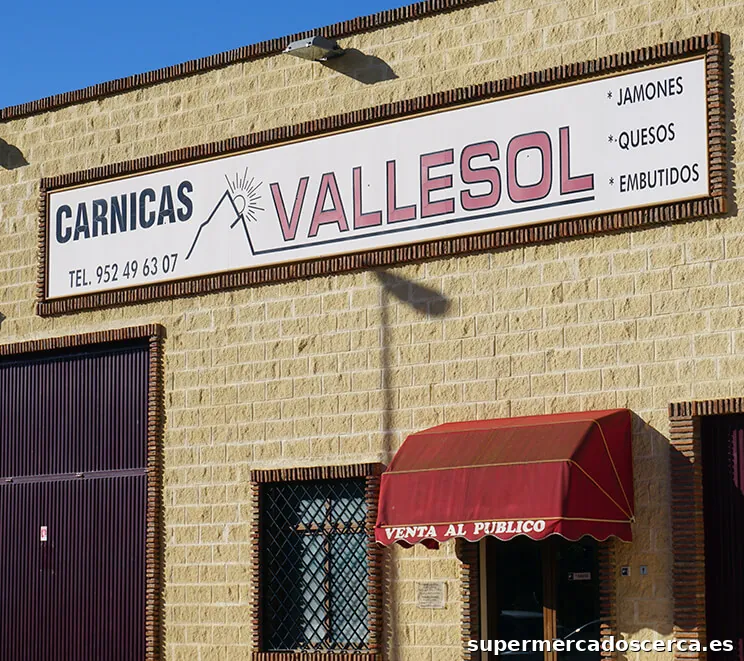 CARNICAS VALLESOL
TEL. 952 49 63 07
* JAMONES
* QUESOS
* EMBUTIDOS
VENTA AL PUBLICO
supermercadoscerca.es